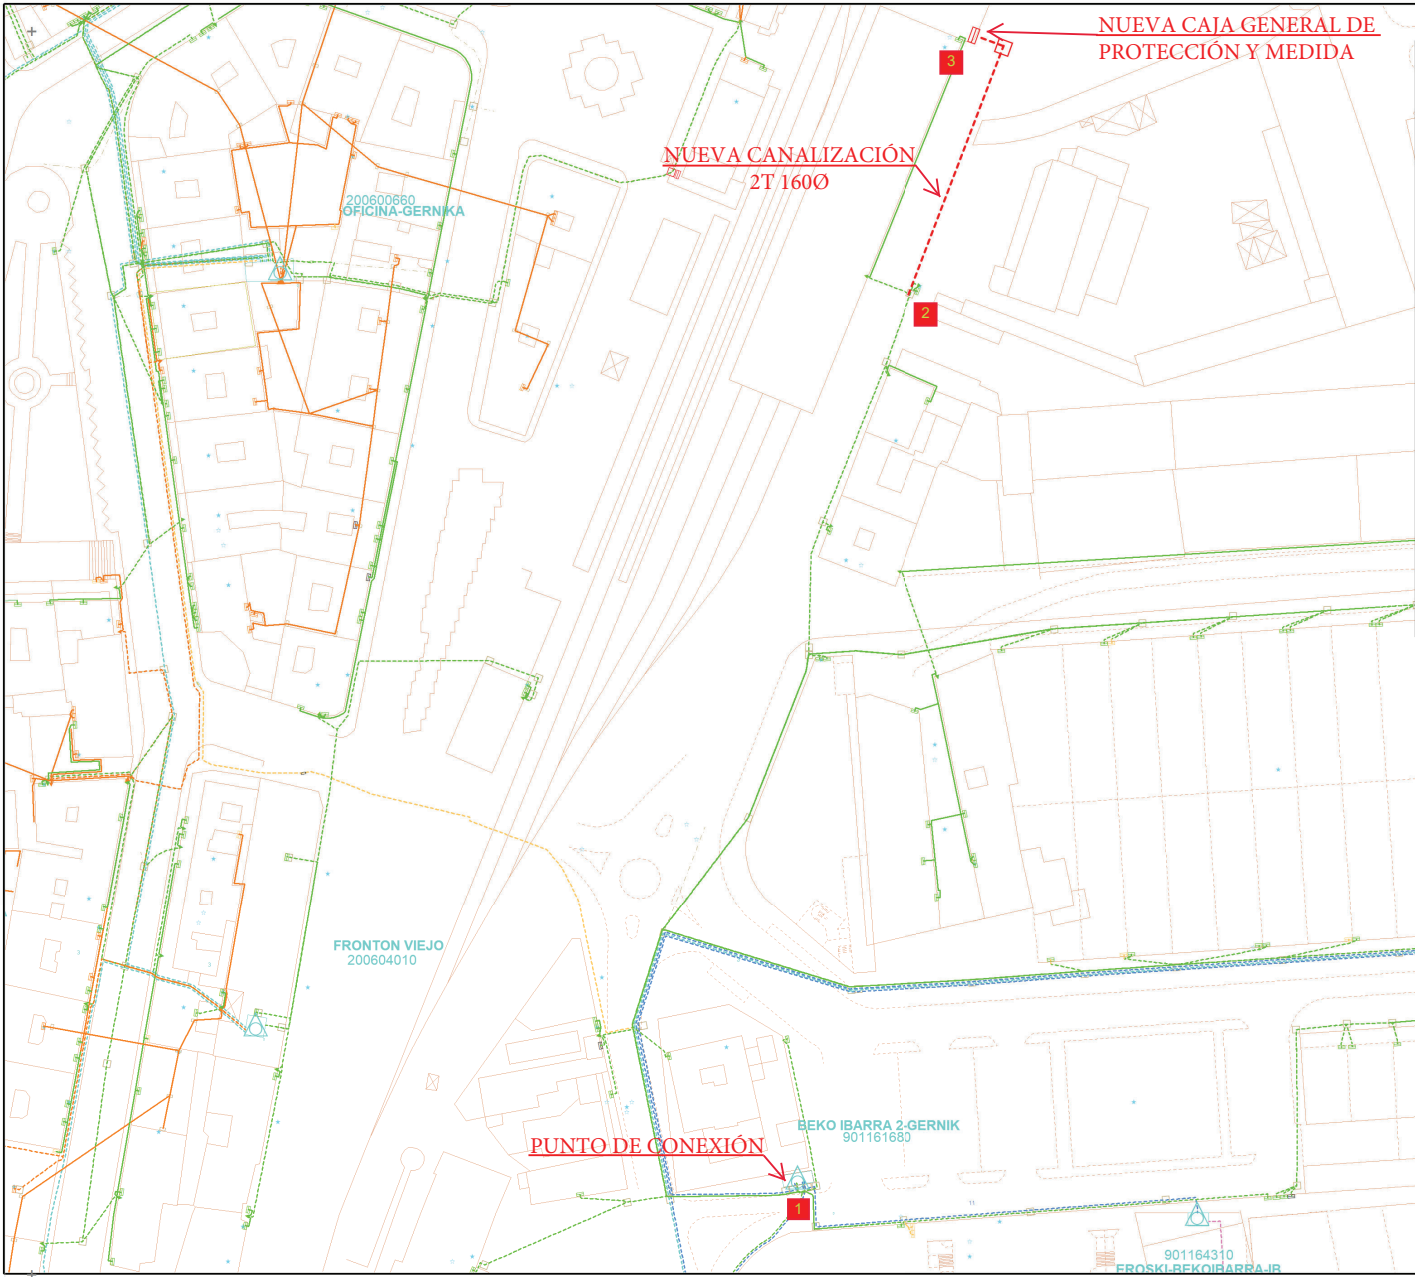 NUEVA CAJA GENERAL DE
PROTECCIÓN Y MEDIDA
3
NUEVA CANALIZACIÓN
2T 160Ø
200600660
OFICINA-GERNIKA
2
FRONTON VIEJO
200604010
BEKO IBARRA 2-GERNIK
901161680
PUNTO DE CONEXIÓN
1
901164310
EROSKI-BEKOIBARRA-IB